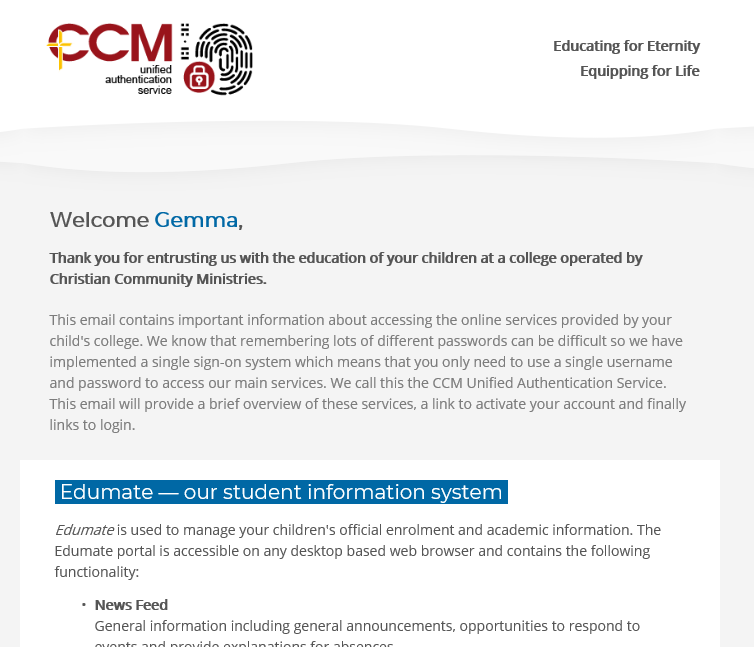 CCM
unified
authentication
service
Educating for Eternity
Equipping for Life
Welcome Gemma,
Thank you for entrusting us with the education of your children at a college operated by
Christian Community Ministries.
This email contains important information about accessing the online services provided by your
child's college. We know that remembering lots of different passwords can be difficult so we have
implemented a single sign-on system which means that you only need to use a single username
and password to access our main services. We call this the CCM Unified Authentication Service.
This email will provide a brief overview of these services, a link to activate your account and finally
links to login.
Edumate — our student information system
Edumate is used to manage your children's official enrolment and academic information. The
Edumate portal is accessible on any desktop based web browser and contains the following
functionality:
• News Feed
General information including general announcements, opportunities to respond to
events and provide explanations for absences.